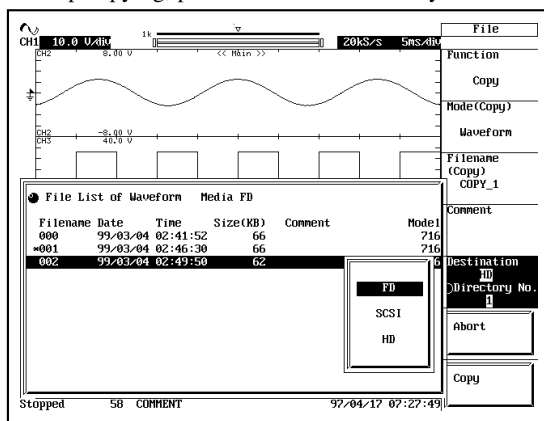 File
CH1 10.0 V/div 1k 20kS/s 5ms/div
CH2 8.00 V << Main >>
Function
Copy
Mode(Copy)
Waveform
CH2 -8.00 V
CH3 40.0 V
Filename
(Copy)
COPY_1
File List of Waveform Media FD
Comment
Filename Date Time Size(KB) Comment Model
000 99/03/04 02:41:52 66 716
*001 99/03/04 02:46:30 66 716
002 99/03/04 02:49:50 62 6
Destination
HD
Directory No.
1
FD
SCSI
HD
Abort
Copy
Stopped 58 COMMENT 97/04/17 07:27:49